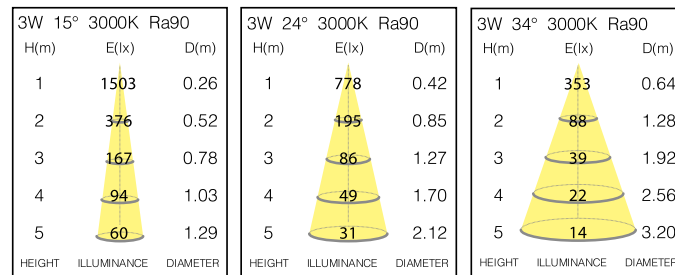 3W 15° 3000K Ra90
H(m) E(lx) D(m)
1 1503 0.26
2 376 0.52
3 167 0.78
4 94 1.03
5 60 1.29
HEIGHT ILLUMINANCE DIAMETER
3W 24° 3000K Ra90
H(m) E(lx) D(m)
1 778 0.42
2 195 0.85
3 86 1.27
4 49 1.70
5 31 2.12
HEIGHT ILLUMINANCE DIAMETER
3W 34° 3000K Ra90
H(m) E(lx) D(m)
1 353 0.64
2 88 1.28
3 39 1.92
4 22 2.56
5 14 3.20
HEIGHT ILLUMINANCE DIAMETER